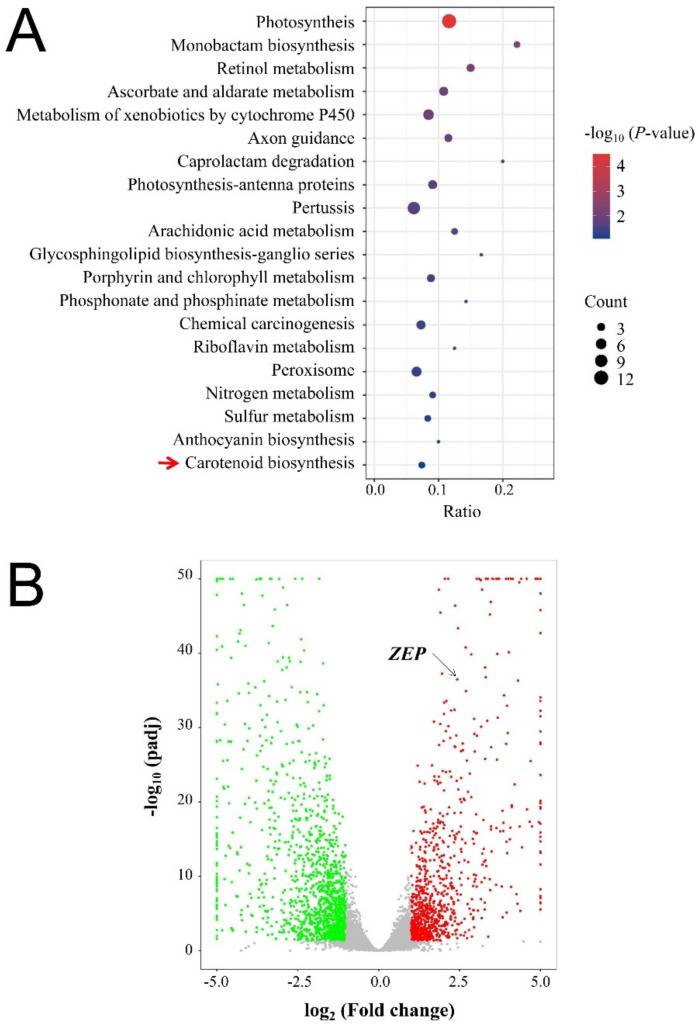 A
Photosyntheis
Monobactam biosynthesis
Retinol metabolism
Ascorbate and aldarate metabolism
Metabolism of xenobiotics by cytochrome P450
Axon guidance
Caprolactam degradation
Photosynthesis-antenna proteins
Pertussis
Arachidonic acid metabolism
Glycosphingolipid biosynthesis-ganglio series
Porphyrin and chlorophyll metabolism
Phosphonate and phosphinate metabolism
Chemical carcinogenesis
Riboflavin metabolism
Peroxisome
Nitrogen metabolism
Sulfur metabolism
Anthocyanin biosynthesis
Carotenoid biosynthesis
0.0 0.1 0.2
Ratio
-log10 (P-value)
4
3
2
Count
3
6
9
12
B
50
40
30
20
10
0
-log10 (padj)
ZEP
-5.0 -2.5 0.0 2.5 5.0
log2 (Fold change)